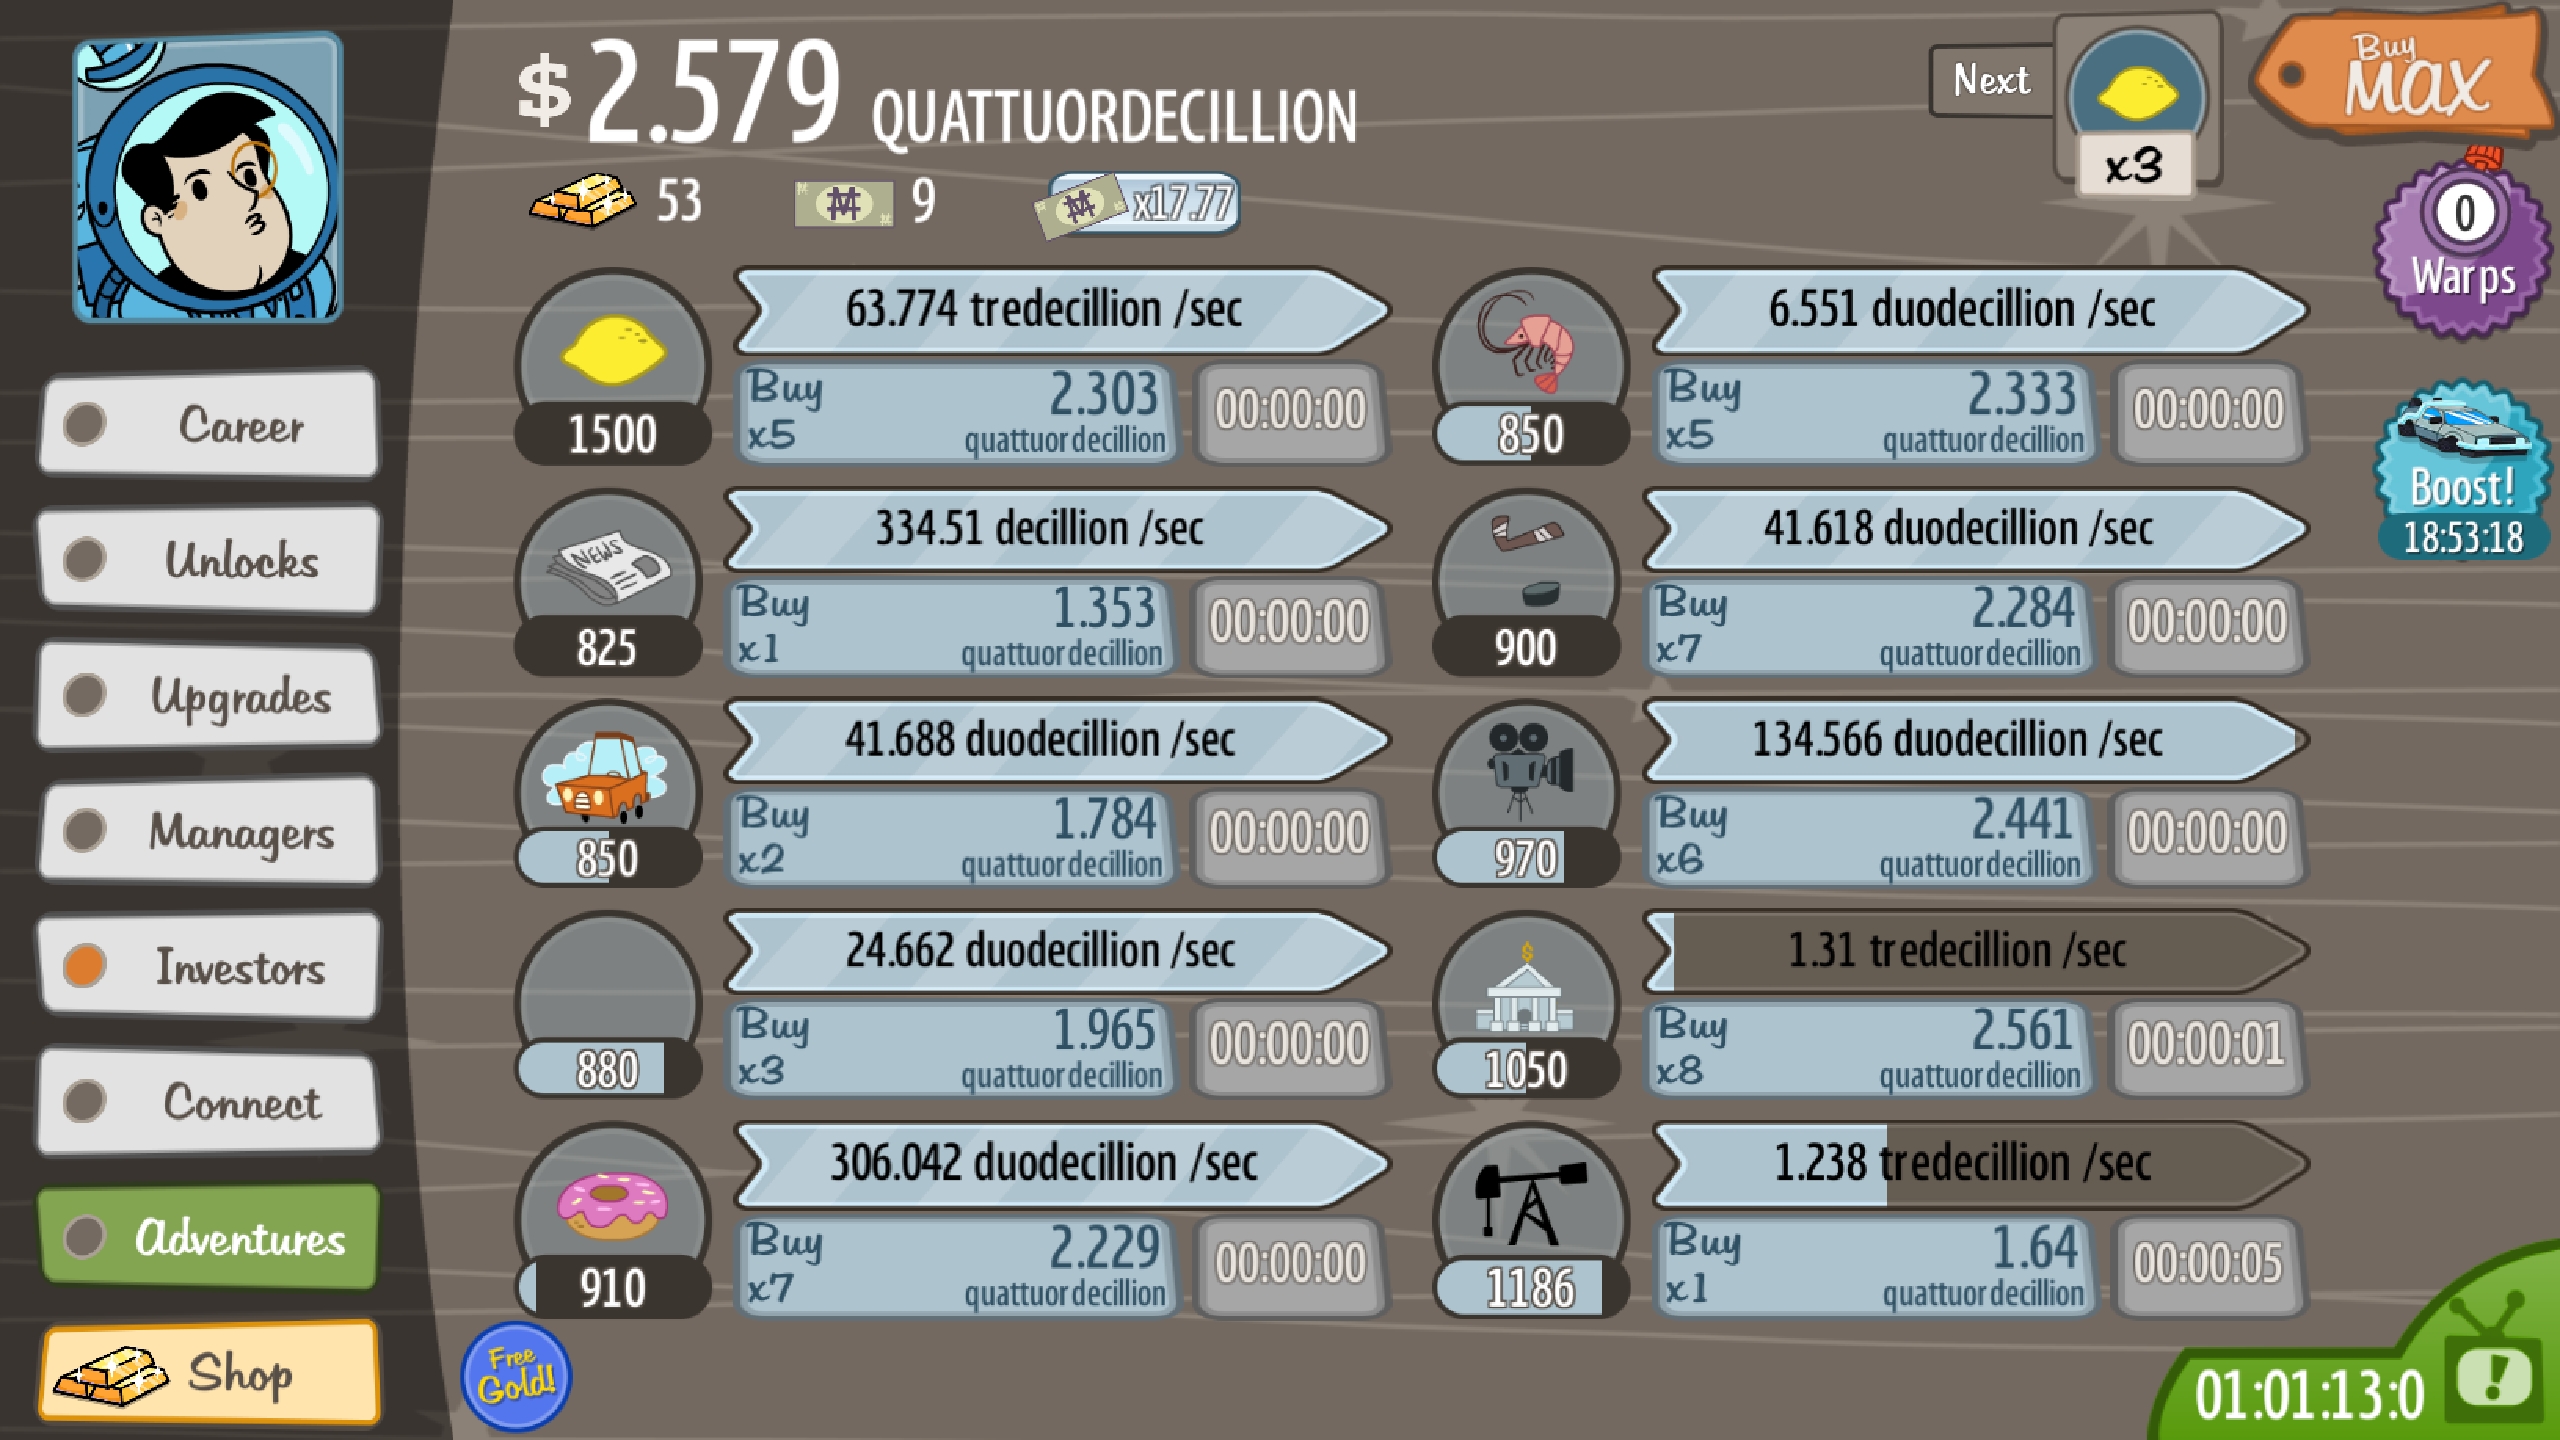 $2.579 QUATTUORDECILLION
Next
x3
Buy
MAX
53
9
x17.77
0
Warps
Boost!
18:53:18
Career
Unlocks
Upgrades
Managers
Investors
Connect
Adventures
Shop
63.774 tredecillion /sec
Buy 2.303
x5 quattuordecillion
00:00:00
1500
6.551 duodecillion /sec
Buy 2.333
x5 quattuordecillion
00:00:00
850
NEWS
334.51 decillion /sec
Buy 1.353
x1 quattuordecillion
00:00:00
825
41.618 duodecillion /sec
Buy 2.284
x7 quattuordecillion
00:00:00
900
41.688 duodecillion /sec
Buy 1.784
x2 quattuordecillion
00:00:00
850
134.566 duodecillion /sec
Buy 2.441
x6 quattuordecillion
00:00:00
970
24.662 duodecillion /sec
Buy 1.965
x3 quattuordecillion
00:00:00
880
$
1.31 tredecillion /sec
Buy 2.561
x8 quattuordecillion
00:00:01
1050
306.042 duodecillion /sec
Buy 2.229
x7 quattuordecillion
00:00:00
910
1.238 tredecillion /sec
Buy 1.64
x1 quattuordecillion
00:00:05
1186
Free
Gold!
01:01:13:0
!